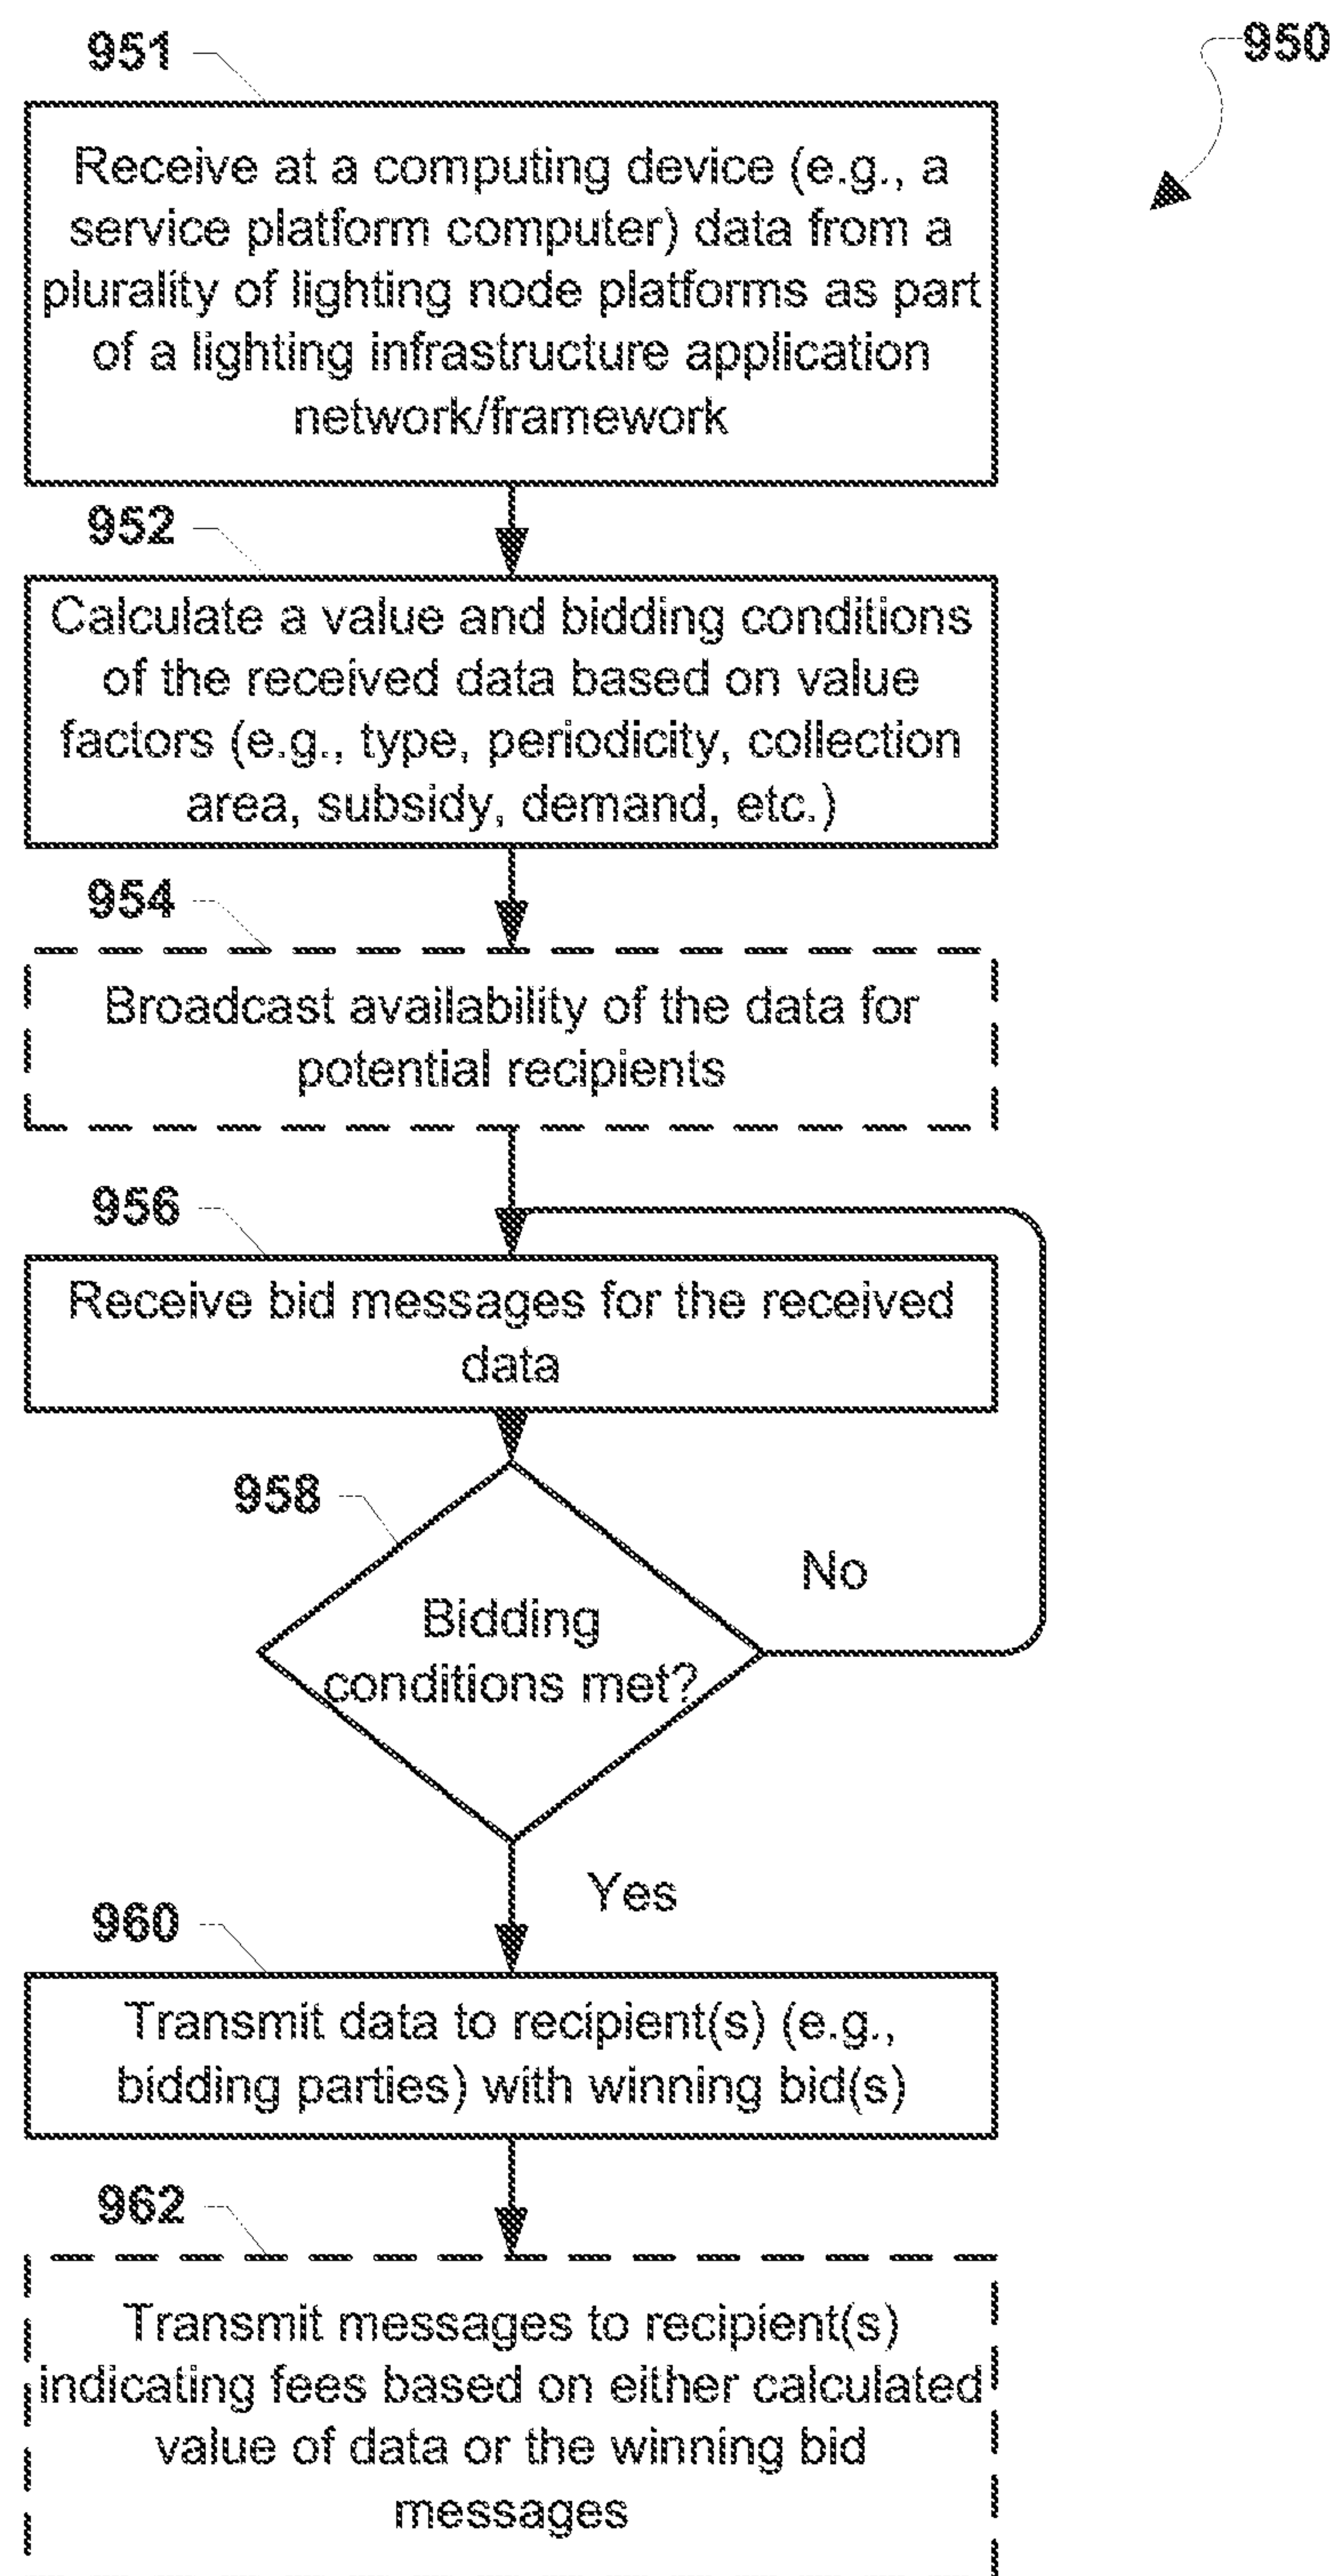 951
950
Receive at a computing device (e.g., a
service platform computer) data from a
plurality of lighting node platforms as part
of a lighting infrastructure application
network/framework
952
Calculate a value and bidding conditions
of the received data based on value
factors (e.g., type, periodicity, collection
area, subsidy, demand, etc.)
954
Broadcast availability of the data for
potential recipients
956
Receive bid messages for the received
data
958
No
Bidding
conditions met?
Yes
960
Transmit data to recipient(s) (e.g.,
bidding parties) with winning bid(s)
962
Transmit messages to recipient(s)
indicating fees based on either calculated
value of data or the winning bid
messages